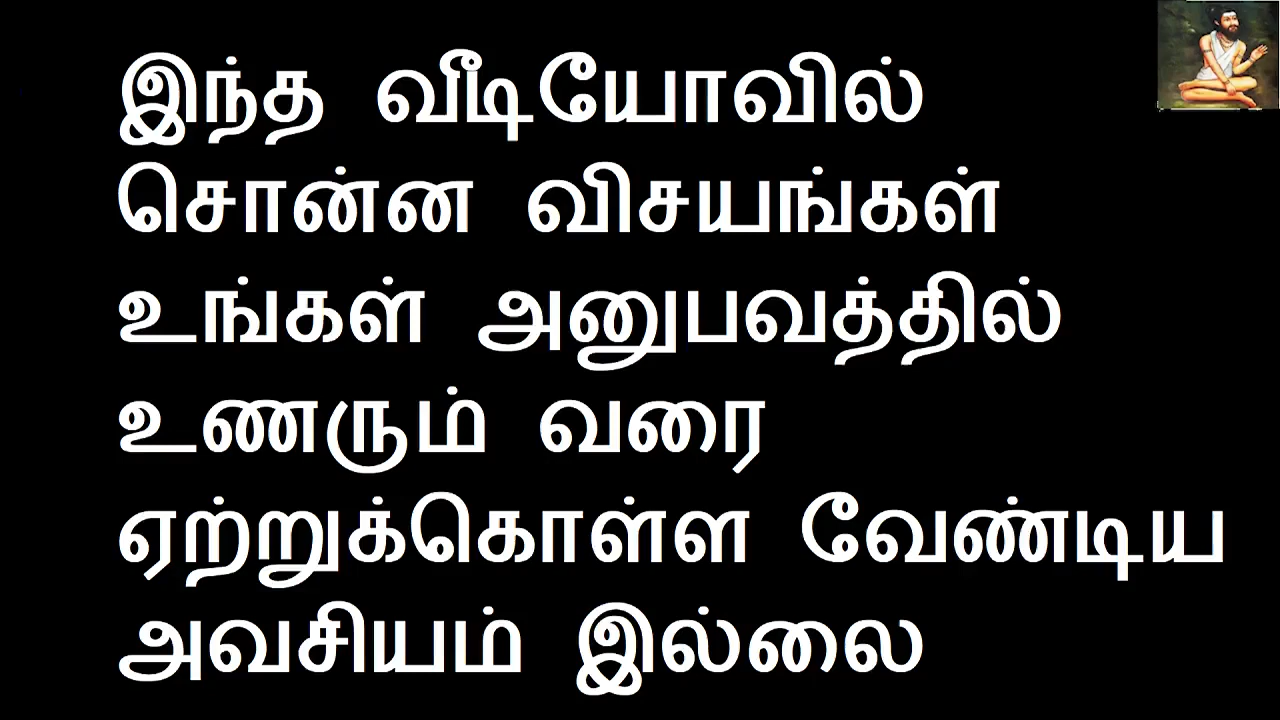 இந்த வீடியோவில்
சொன்ன விசயங்கள்
உங்கள் அனுபவத்தில்
உணரும் வரை
ஏற்றுக்கொள்ள வேண்டிய
அவசியம் இல்லை